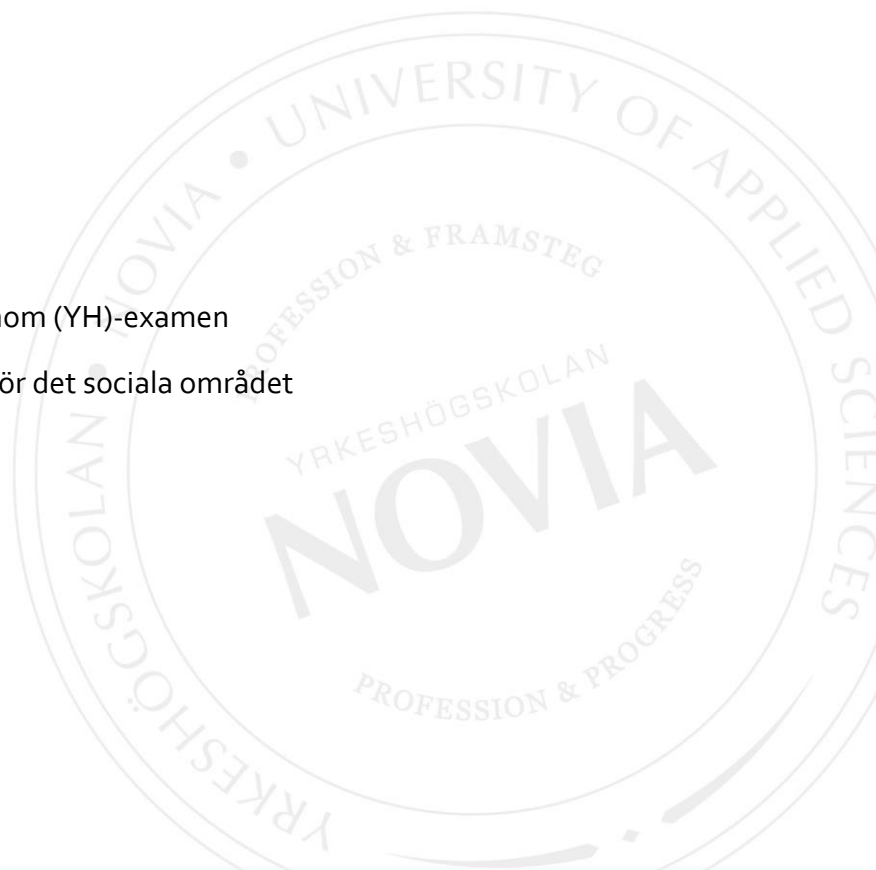 nom (YH)-examen
ör det sociala området
YRKESHÖGSKOLAN • NOVIA • UNIVERSITY OF APPLIED SCIENCES
PROFESSION & FRAMSTEG
YRKESHÖGSKOLAN
NOVIA
PROFESSION & PROGRESS